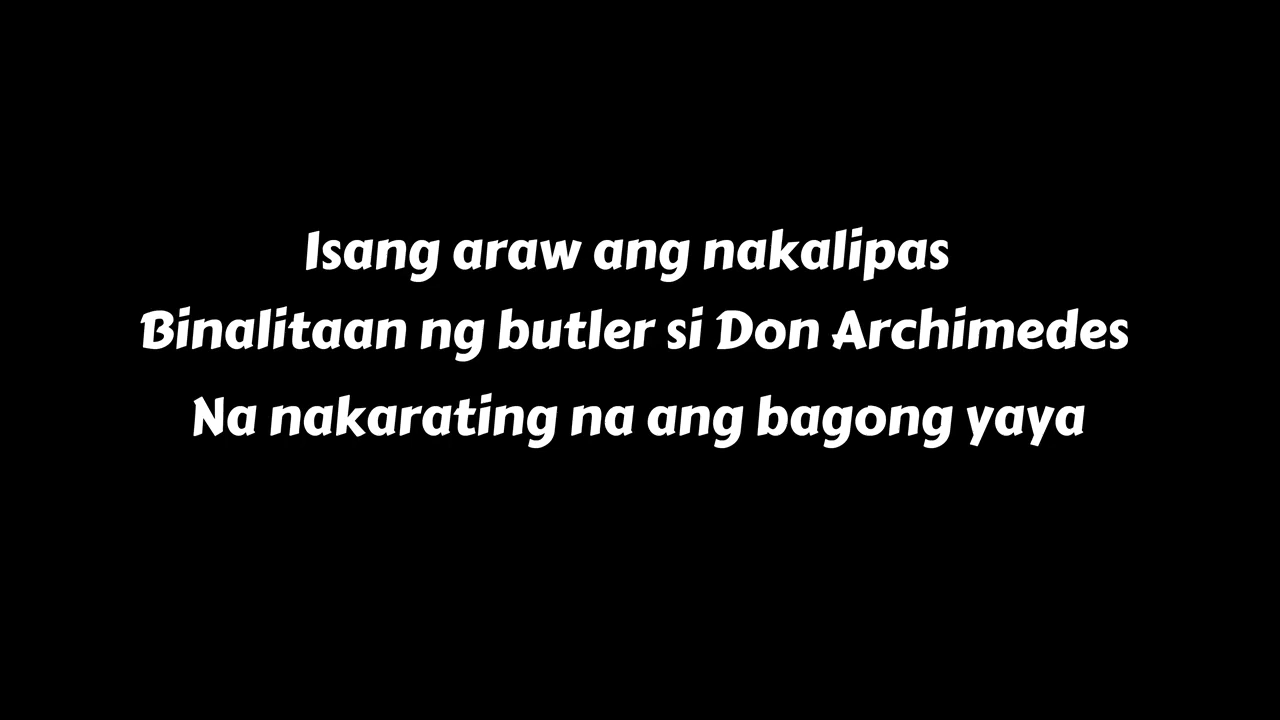 Isang araw ang nakalipas
Binalitaan ng butler si Don Archimedes
Na nakarating na ang bagong yaya